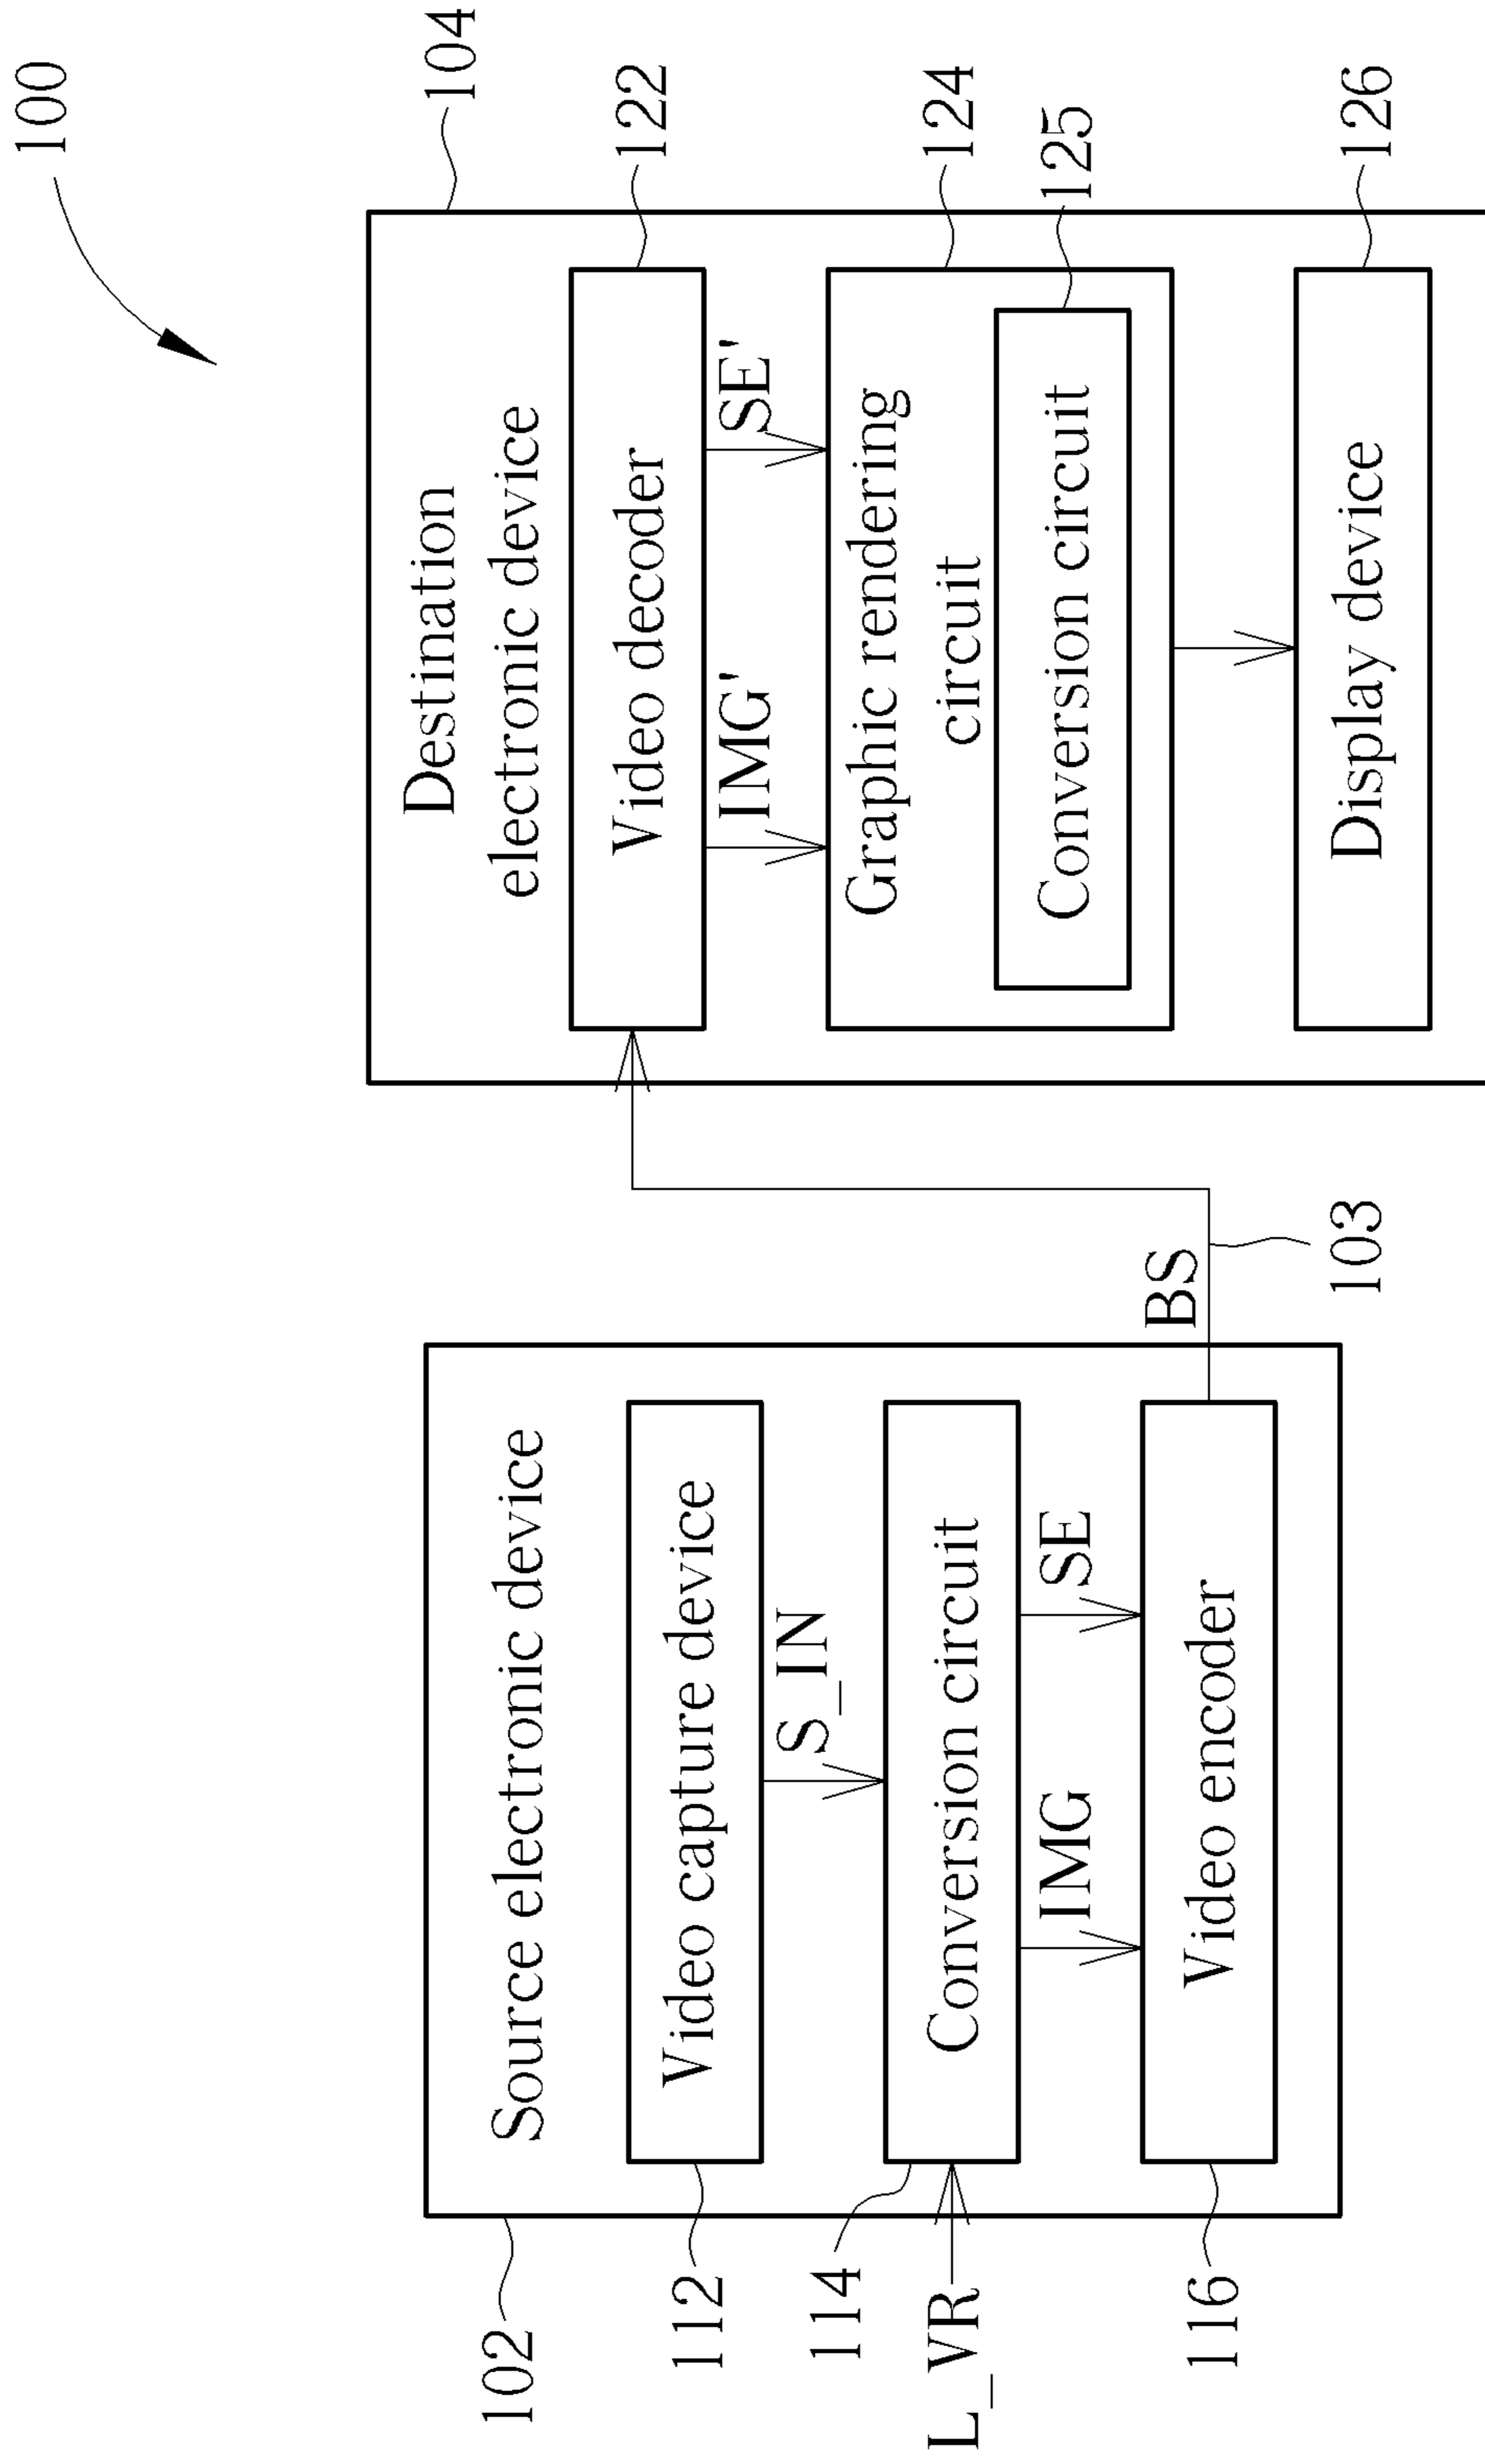 100
102
Source electronic device
112
Video capture device
S_IN
114
L_VR
Conversion circuit
IMG
SE
116
Video encoder
BS
103
104
Destination
electronic device
122
Video decoder
IMG'
SE'
124
Graphic rendering
circuit
125
Conversion circuit
126
Display device